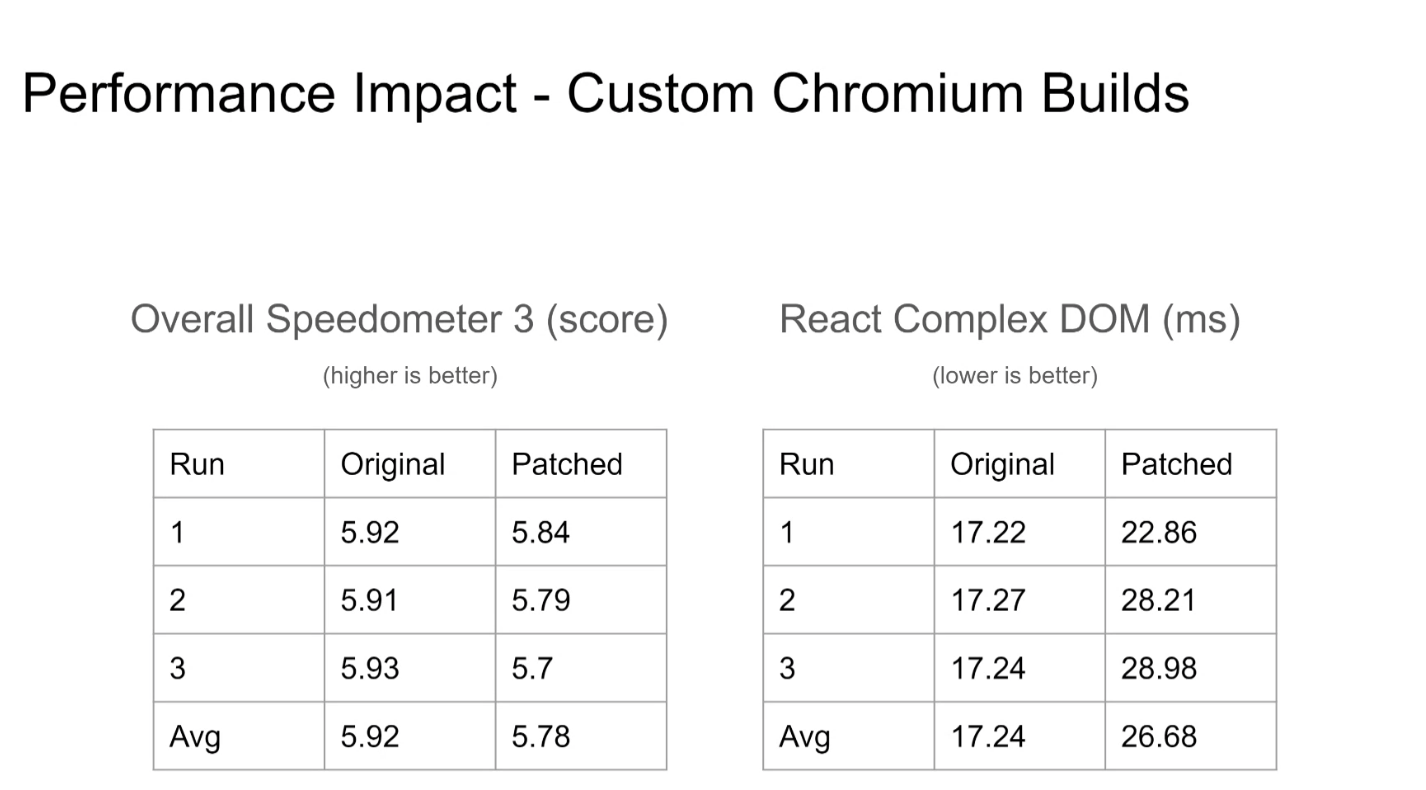 Performance Impact - Custom Chromium Builds
Overall Speedometer 3 (score)
(higher is better)
Run Original Patched
1 5.92 5.84
2 5.91 5.79
3 5.93 5.7
Avg 5.92 5.78
React Complex DOM (ms)
(lower is better)
Run Original Patched
1 17.22 22.86
2 17.27 28.21
3 17.24 28.98
Avg 17.24 26.68